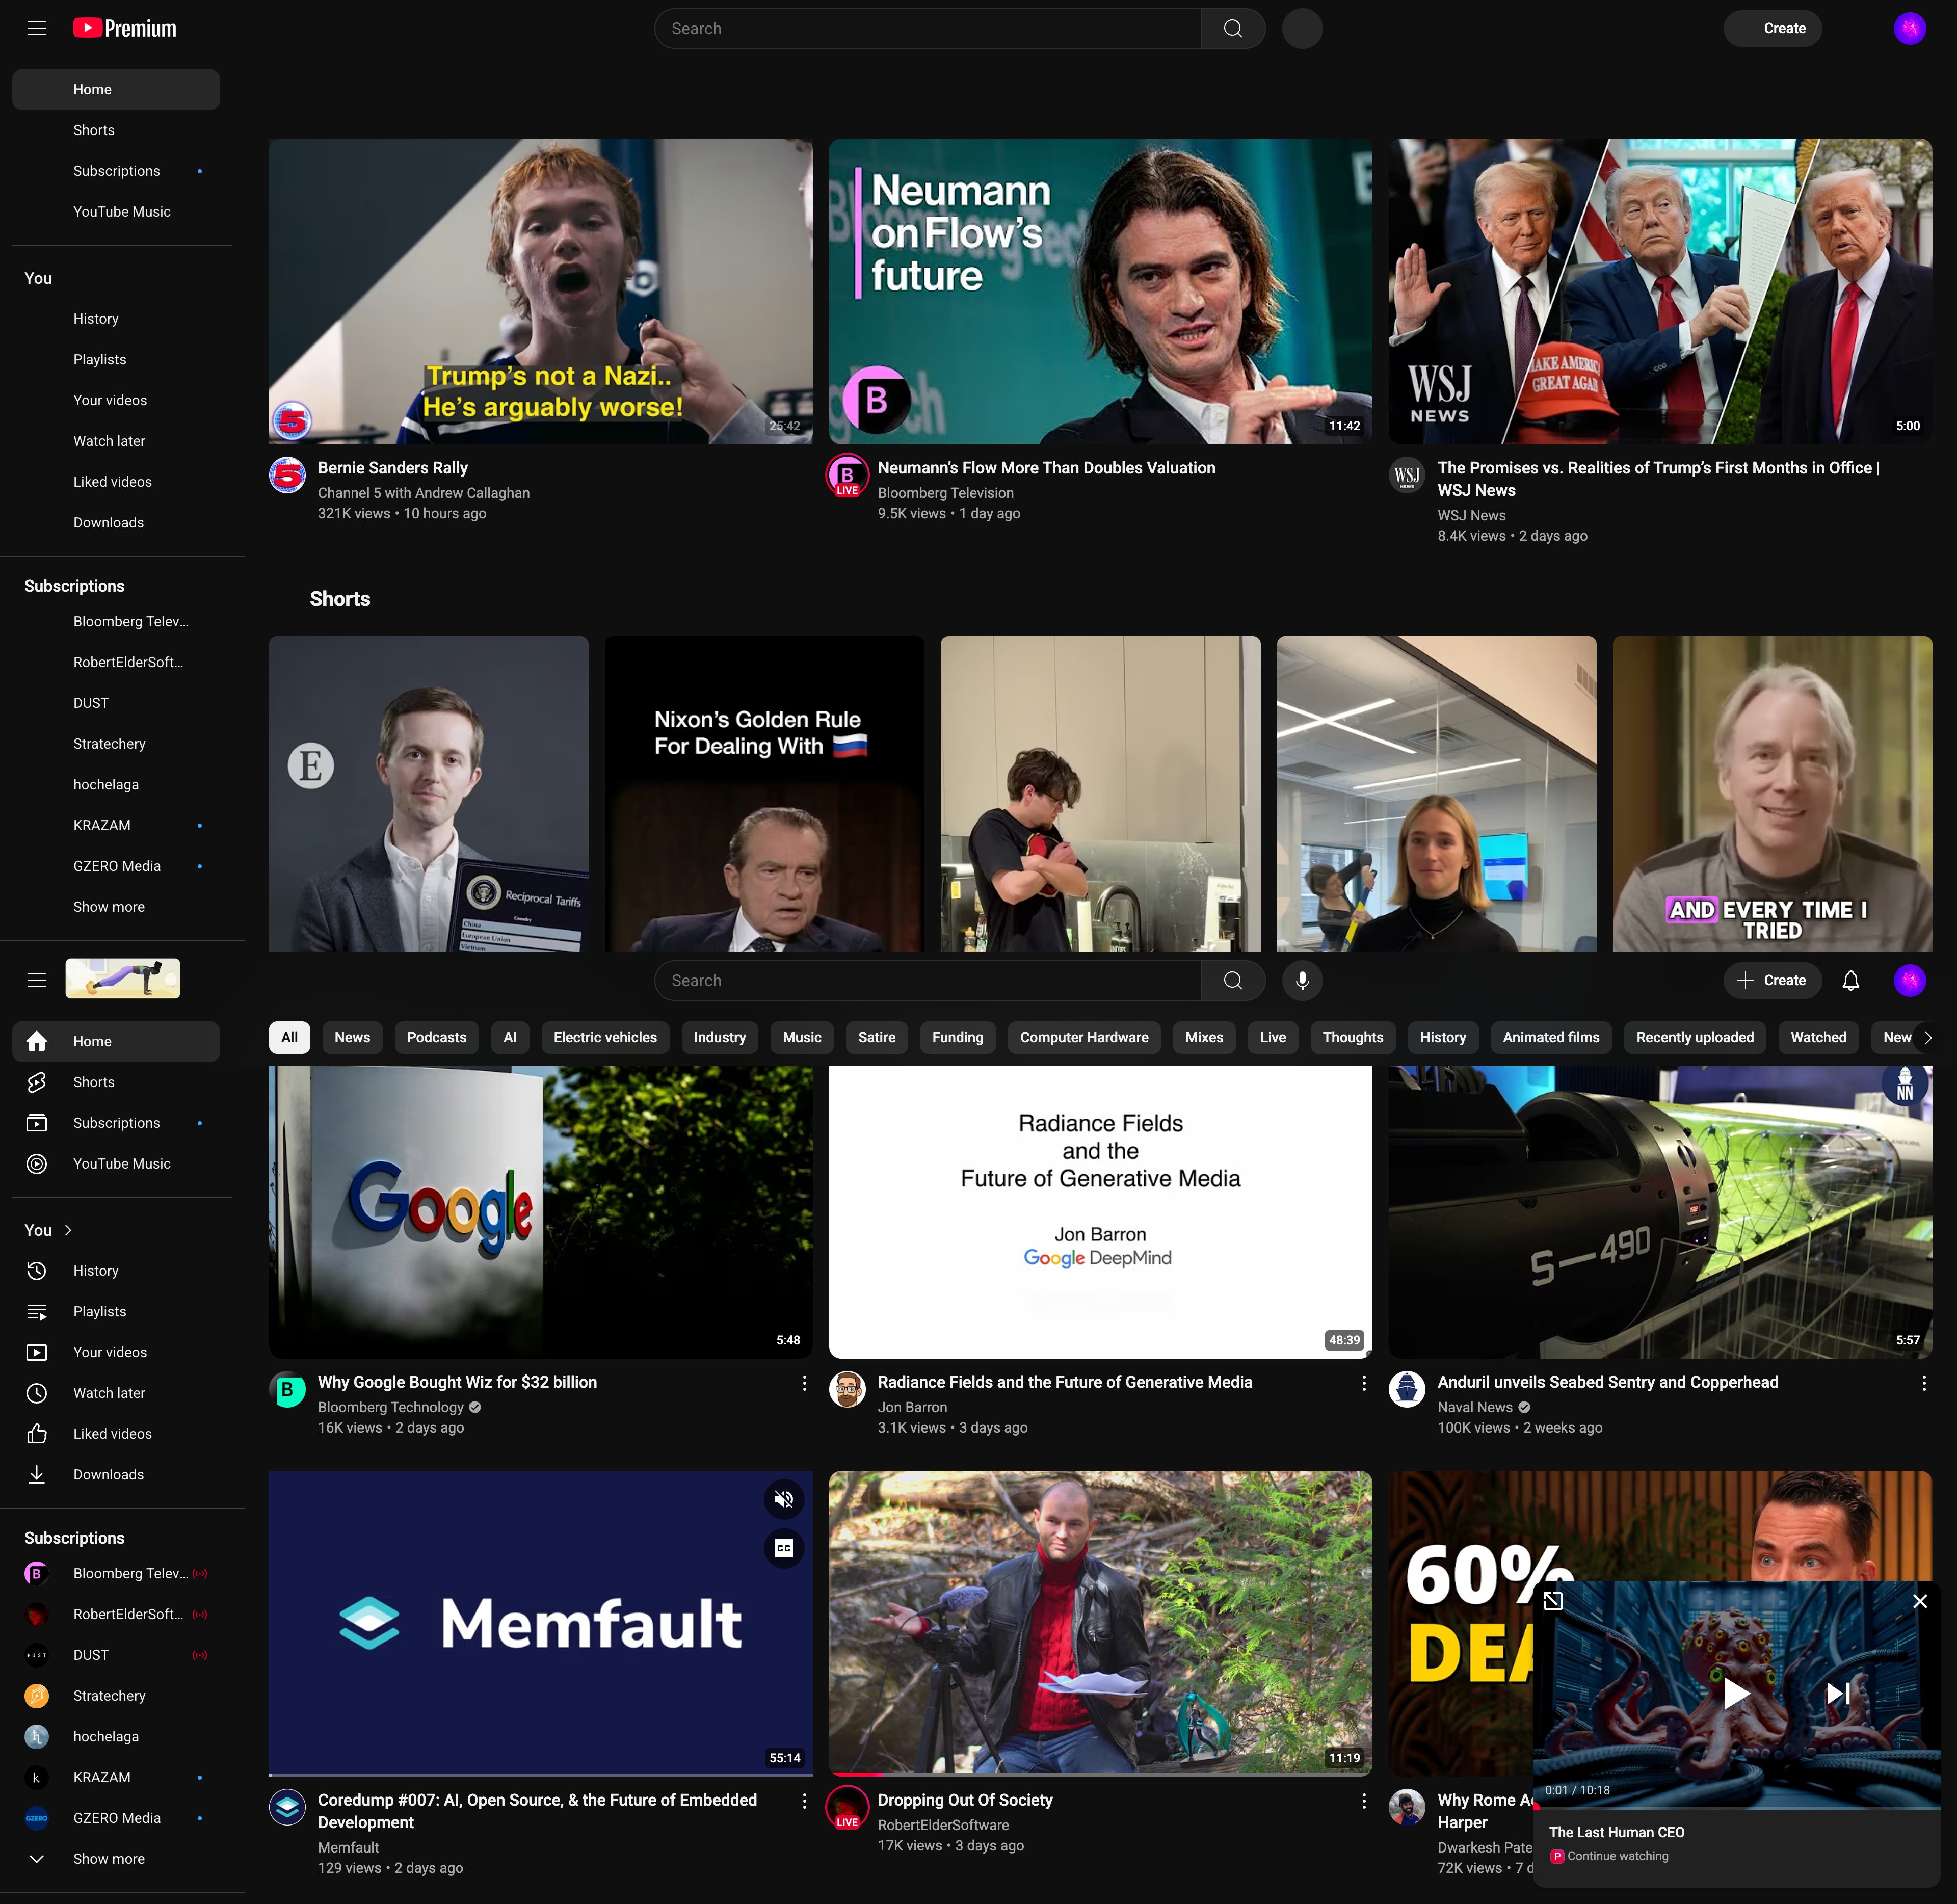 Premium
Search
Create
Home
Shorts
Subscriptions
YouTube Music
You
History
Playlists
Your videos
Watch later
Liked videos
Downloads
Subscriptions
Bloomberg Telev...
RobertElderSoft...
DUST
Stratechery
hochelaga
KRAZAM
GZERO Media
Show more
Trump's not a Nazi..
He's arguably worse!
5
25:42
5
Bernie Sanders Rally
Channel 5 with Andrew Callaghan
321K views • 10 hours ago
Neumann
on Flow's
future
B
11:42
B
LIVE
Neumann's Flow More Than Doubles Valuation
Bloomberg Television
9.5K views • 1 day ago
MAKE AMERICA
GREAT AGAIN
WSJ
NEWS
5:00
WSJ
NEWS
The Promises vs. Realities of Trump's First Months in Office |
WSJ News
WSJ News
8.4K views • 2 days ago
Shorts
E
Reciprocal Tariffs
Country
China
European Union
Vietnam
Nixon's Golden Rule
For Dealing With
AND EVERY TIME I
TRIED
Search
Create
Home
Shorts
Subscriptions
YouTube Music
You
History
Playlists
Your videos
Watch later
Liked videos
Downloads
Subscriptions
B
Bloomberg Telev...
RobertElderSoft...
DUST
DUST
Stratechery
h
hochelaga
k
KRAZAM
GZERO
GZERO Media
Show more
All
News
Podcasts
AI
Electric vehicles
Industry
Music
Satire
Funding
Computer Hardware
Mixes
Live
Thoughts
History
Animated films
Recently uploaded
Watched
New
Google
5:48
B
Why Google Bought Wiz for $32 billion
Bloomberg Technology
16K views • 2 days ago
Radiance Fields
and the
Future of Generative Media
Jon Barron
Google DeepMind
48:39
Radiance Fields and the Future of Generative Media
Jon Barron
3.1K views • 3 days ago
NN
S-490
5:57
Anduril unveils Seabed Sentry and Copperhead
Naval News
100K views • 2 weeks ago
Memfault
CC
55:14
Coredump #007: AI, Open Source, & the Future of Embedded
Development
Memfault
129 views • 2 days ago
11:19
LIVE
Dropping Out Of Society
RobertElderSoftware
17K views • 3 days ago
60%
DEA
Why Rome A
Harper
Dwarkesh Pate
72K views • 7 d
0:01 / 10:18
The Last Human CEO
P
Continue watching